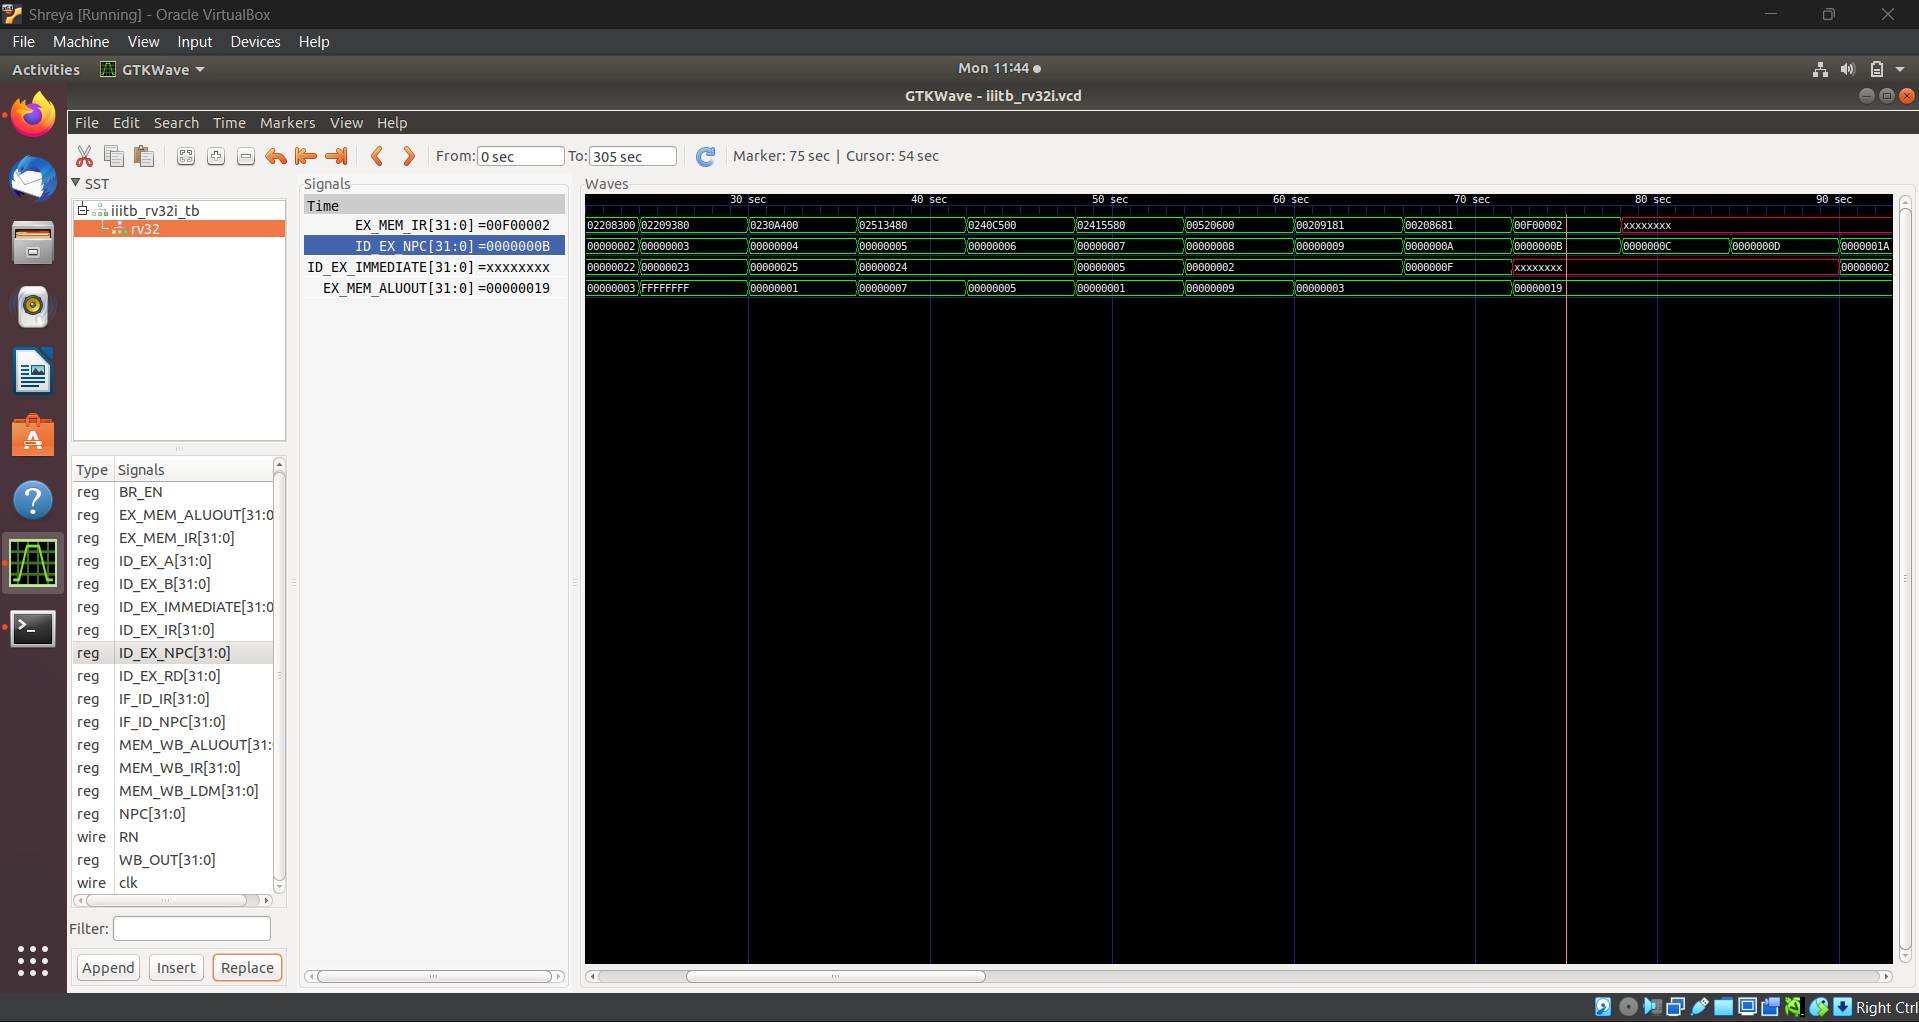 Shreya [Running] - Oracle VirtualBox
File Machine View Input Devices Help
Activities GTKWave Mon 11:44
GTKWave - iiitb_rv32i.vcd
File Edit Search Time Markers View Help
From: 0 sec To: 305 sec Marker: 75 sec | Cursor: 54 sec
SST
iiitb_rv32i_tb
rv32
Type Signals
reg BR_EN
reg EX_MEM_ALUOUT[31:0
reg EX_MEM_IR[31:0]
reg ID_EX_A[31:0]
reg ID_EX_B[31:0]
reg ID_EX_IMMEDIATE[31:0
reg ID_EX_IR[31:0]
reg ID_EX_NPC[31:0]
reg ID_EX_RD[31:0]
reg IF_ID_IR[31:0]
reg IF_ID_NPC[31:0]
reg MEM_WB_ALUOUT[31:
reg MEM_WB_IR[31:0]
reg MEM_WB_LDM[31:0]
reg NPC[31:0]
wire RN
reg WB_OUT[31:0]
wire clk
Filter:
Append Insert Replace
Signals
Time
EX_MEM_IR[31:0] =00F00002
ID_EX_NPC[31:0] =0000000B
ID_EX_IMMEDIATE[31:0] =xxxxxxxx
EX_MEM_ALUOUT[31:0] =00000019
Waves
30 sec 40 sec 50 sec 60 sec 70 sec 80 sec 90 sec
02208300 02209380 0230A400 02513480 0240C500 02415580 00520600 00209181 00208681 00F00002 xxxxxxxx
00000002 00000003 00000004 00000005 00000006 00000007 00000008 00000009 0000000A 0000000B 0000000C 0000000D 0000001A
00000022 00000023 00000025 00000024 00000005 00000002 0000000F xxxxxxxx 00000002
00000003 FFFFFFFF 00000001 00000007 00000005 00000001 00000009 00000003 00000019
Right Ctrl